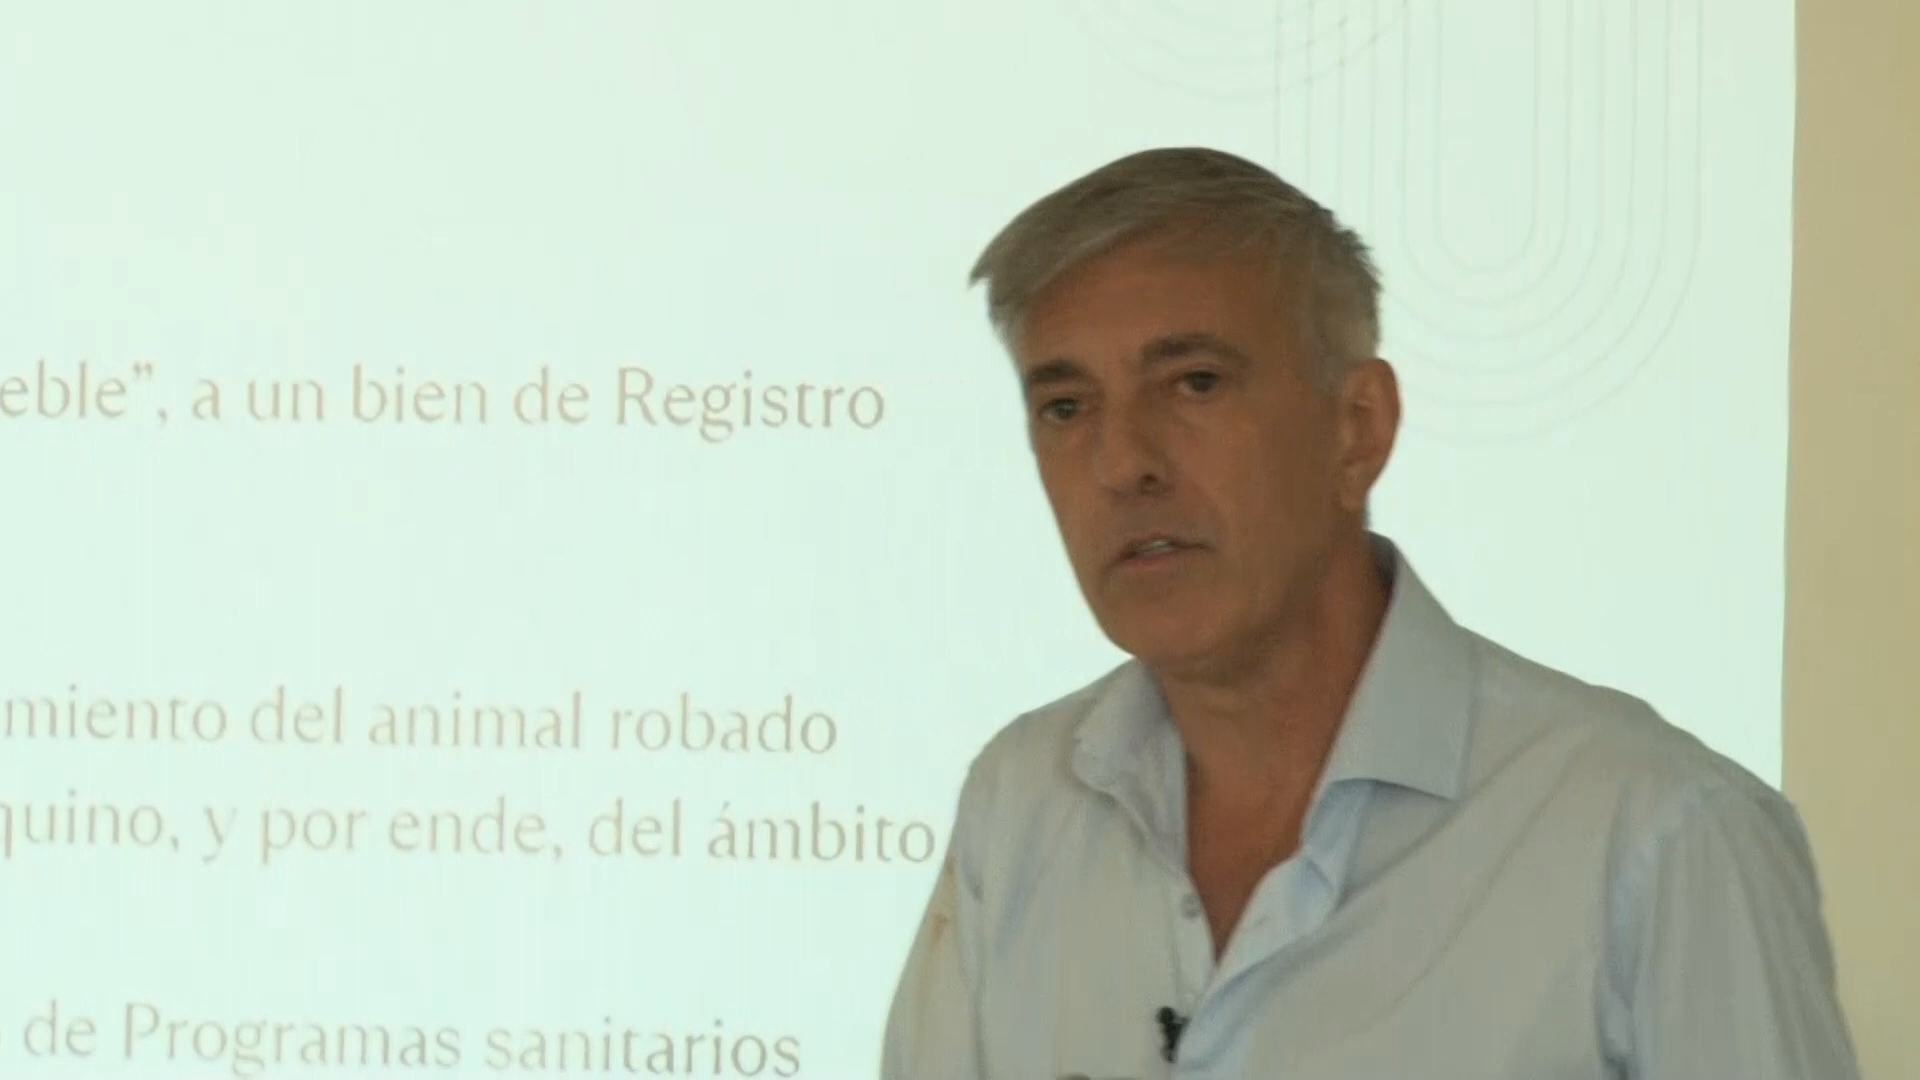 eble", a un bien de Registro
miento del animal robado
quino, y por ende, del ámbito
de Programas sanitarios